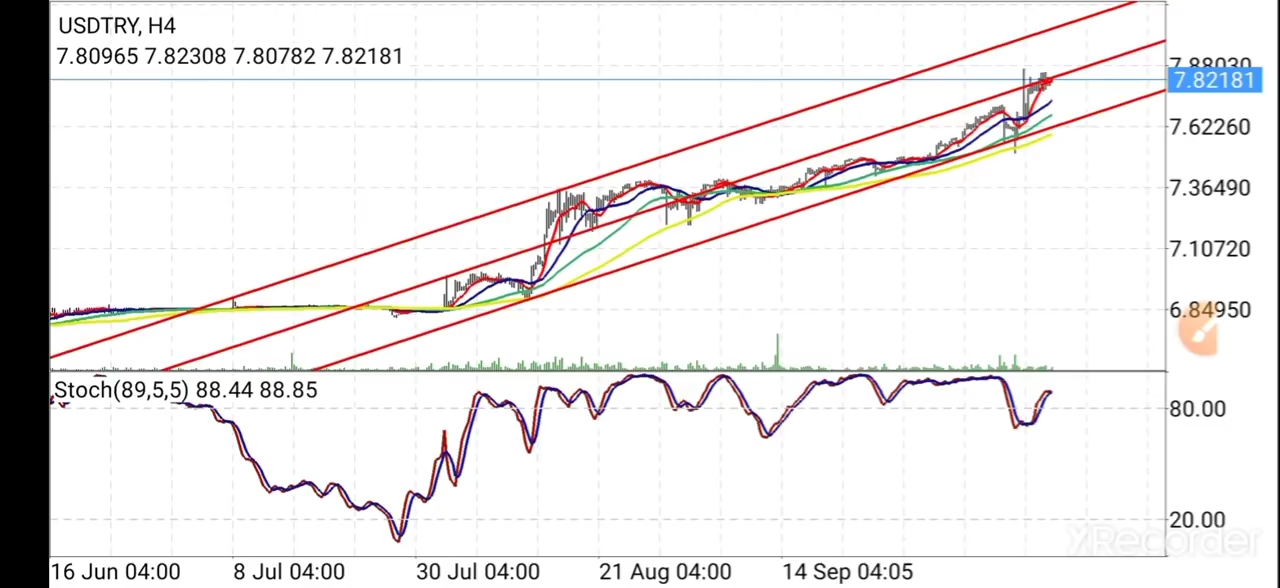 USDTRY, H4
7.80965 7.82308 7.80782 7.82181
7.88030
7.82181
7.62260
7.36490
7.10720
6.84950
Stoch(89,5,5) 88.44 88.85
80.00
20.00
XRecorder
16 Jun 04:00 8 Jul 04:00 30 Jul 04:00 21 Aug 04:00 14 Sep 04:05